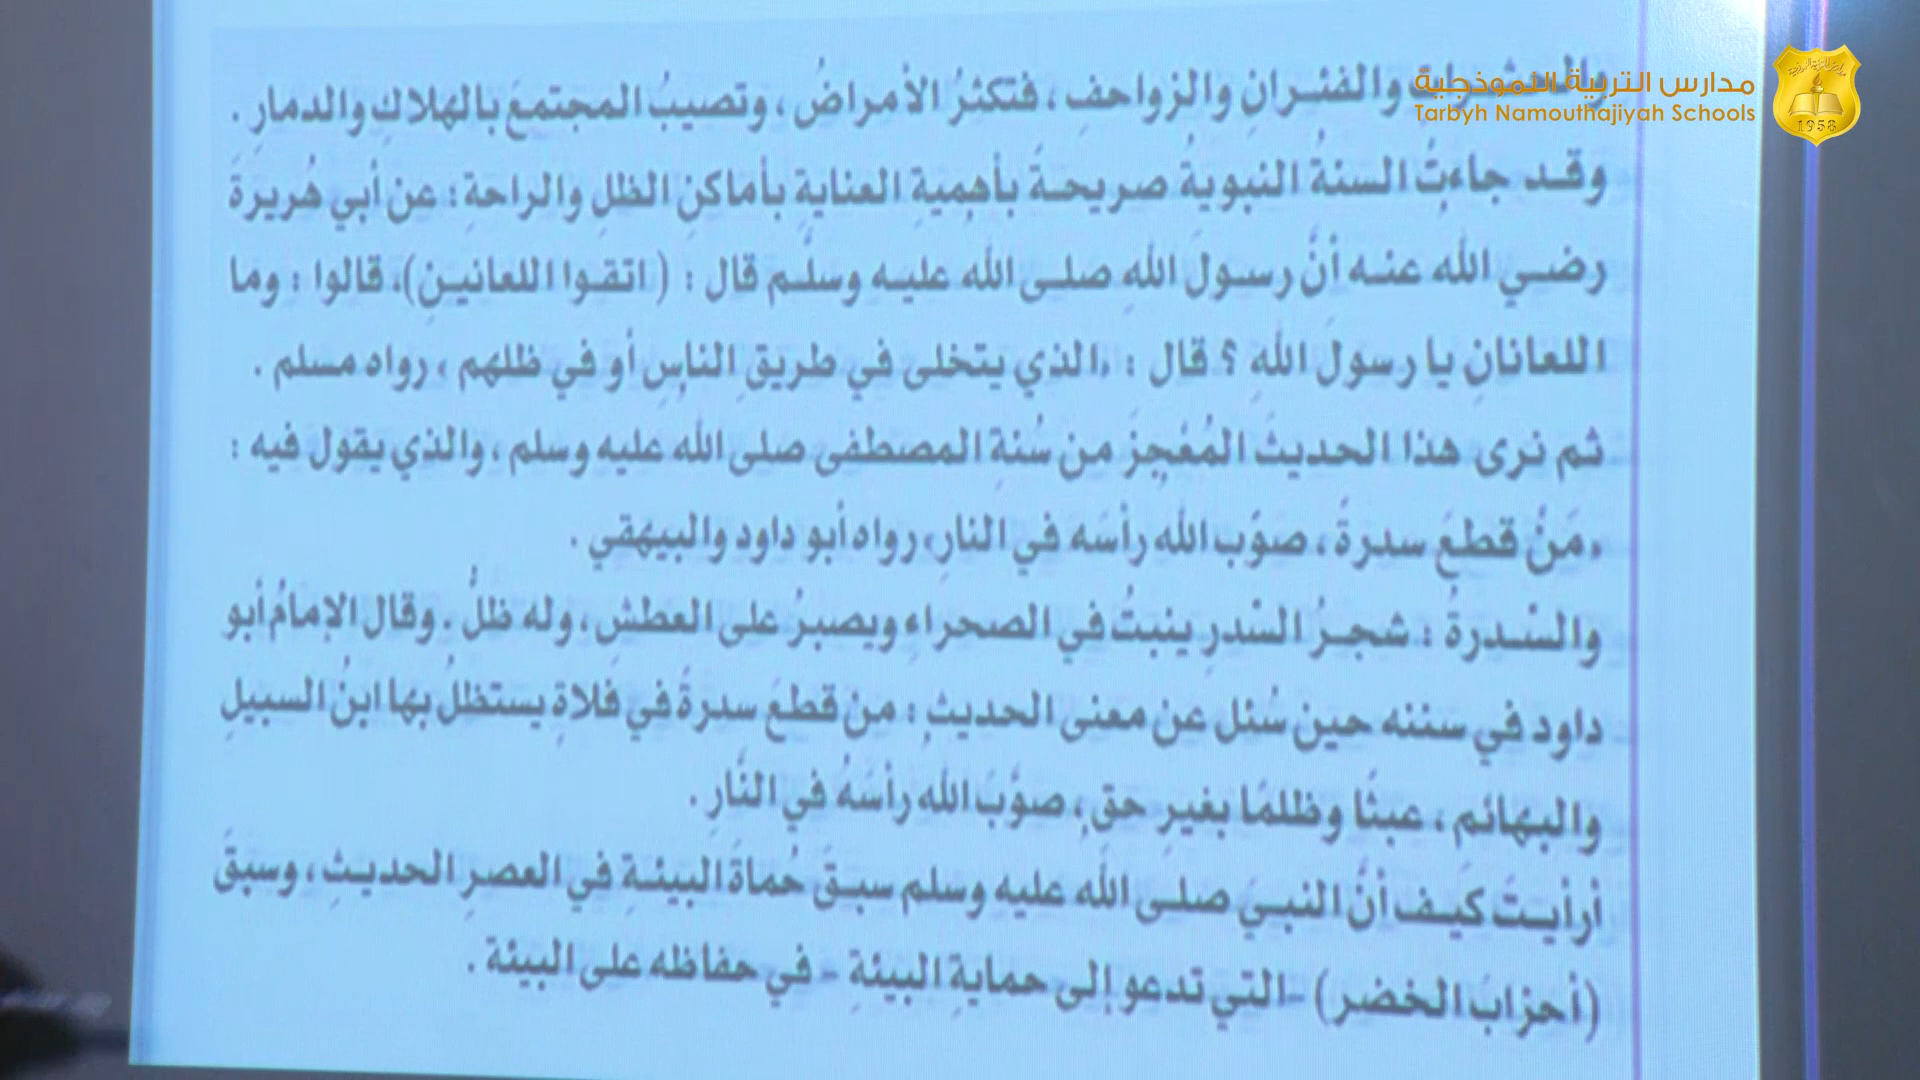 والفئران والزواحفِ ، فتكثرُ الأمراضُ ، وتصيبُ المجتمعَ بالهلاكِ والدمارِ .
مدارس التربية النموذجية
Tarbyh Namouthajiyah Schools
1958
وقد جاءتْ السنةُ النبويةُ صريحةً بأهميةِ العنايةِ بأماكنِ الظلِ والراحةِ : عن أبي هُريرةَ
رضي الله عنه أنَّ رسولَ اللهِ صلى الله عليه وسلَّم قال : ( اتقوا اللعانينِ)، قالوا : وما
اللعانانِ يا رسولَ اللهِ ؟ قال : «الذي يتخلى في طريقِ الناسِ أو في ظلهم » رواه مسلم .
ثم نرى هذا الحديثَ المُعْجِزَ من سُنةِ المصطفى صلى الله عليه وسلم ، والذي يقول فيه :
«مَنْ قطعَ سدرةً ، صوَّب الله رأسَه في النارِ» رواه أبو داود والبيهقي .
والسِّدرةُ : شجرُ السِّدرِ ينبتُ في الصحراءِ ويصبرُ على العطشِ ، وله ظلٌ . وقال الإمامُ أبو
داود في سننه حين سُئل عن معنى الحديثِ : من قطعَ سدرةً في فلاةٍ يستظلُ بها ابنُ السبيلِ
والبهائم ، عبثًا وظلمًا بغيرِ حقٍ ، صوَّبَ الله رأسَهُ في النَّارِ .
أرأيتَ كيف أنَّ النبيَ صلى الله عليه وسلم سبقَ حُماةَ البيئةِ في العصرِ الحديثِ ، وسبقَ
(أحزابَ الخضر) - التي تدعو إلى حمايةِ البيئةِ - في حفاظه على البيئة .